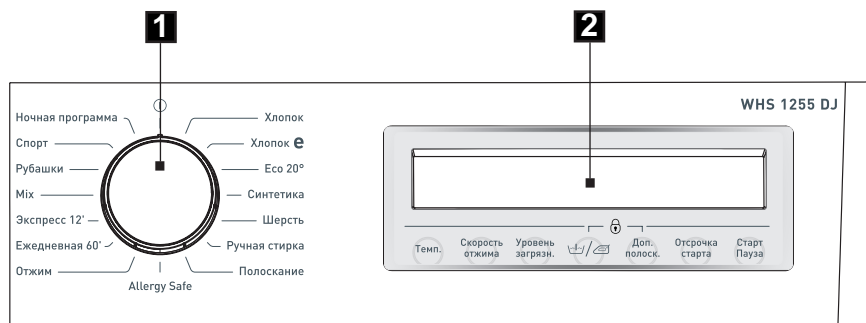 1
2
WHS 1255 DJ
Ночная программа
Спорт
Рубашки
Mix
Экспресс 12'
Ежедневная 60'
Отжим
Allergy Safe
Хлопок
Хлопок e
Eco 20°
Синтетика
Шерсть
Ручная стирка
Полоскание
Темп.
Скорость
отжима
Уровень
загрязн.
/
Доп.
полоск.
Отсрочка
старта
Старт
Пауза